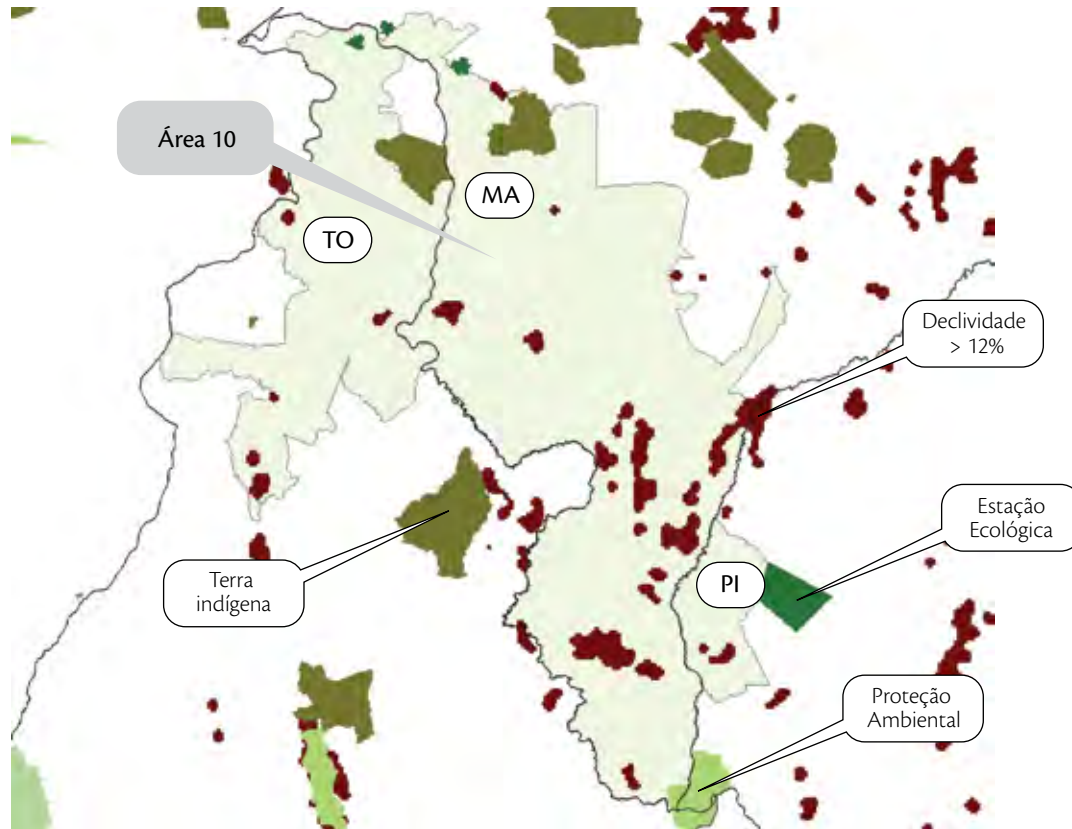 Área 10
MA
TO
Declividade
> 12%
Estação
Ecológica
Terra
indígena
PI
Proteção
Ambiental